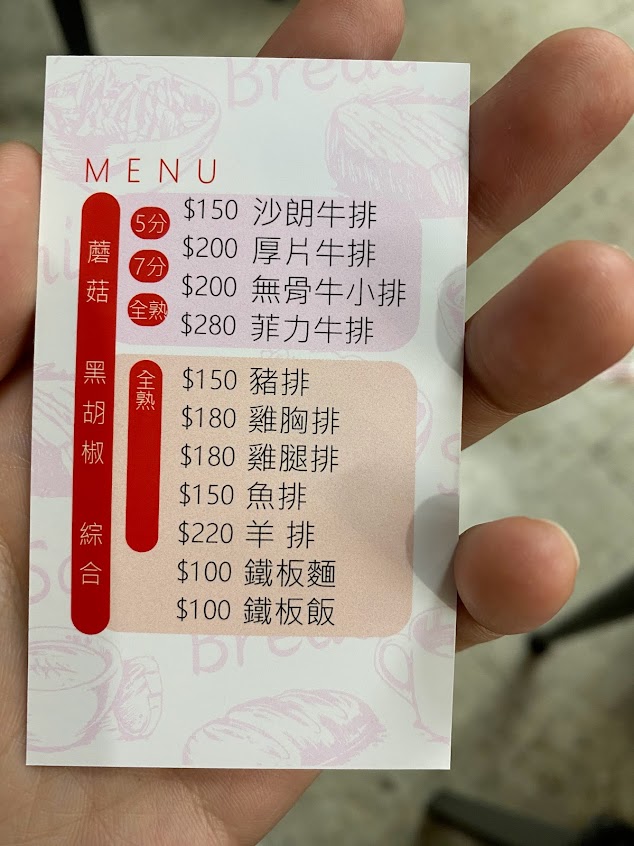 Bread
MENU
蘑菇 黑胡椒 綜合
5分
7分
全熟
$150 沙朗牛排
$200 厚片牛排
$200 無骨牛小排
$280 菲力牛排
全熟
$150 豬排
$180 雞胸排
$180 雞腿排
$150 魚排
$220 羊 排
$100 鐵板麵
$100 鐵板飯
Bread